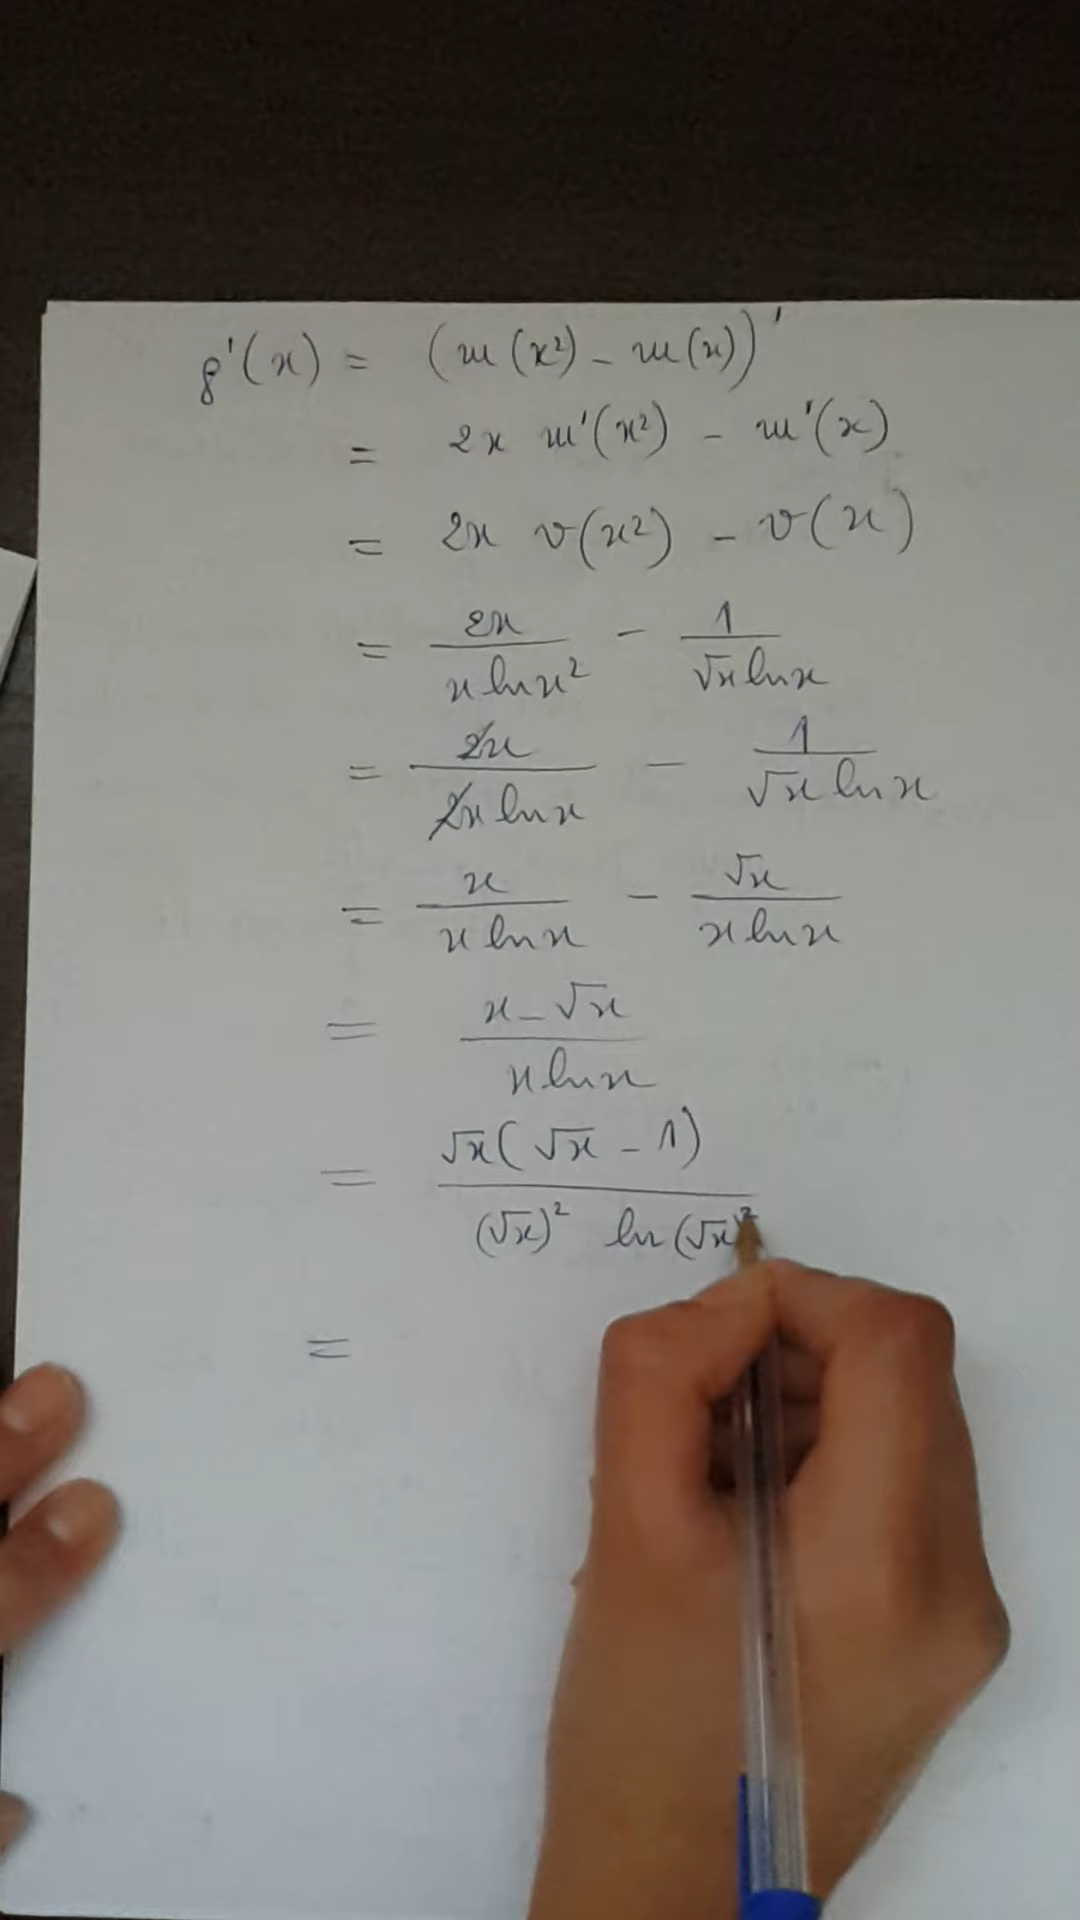 g'(x) = (u(x²) - u(x))'
= 2x u'(x²) - u'(x)
= 2x v(x²) - v(x)
= 2x / (x ln x²) - 1 / (√x ln x)
= 2x / (2x ln x) - 1 / (√x ln x)
= x / (x ln x) - √x / (x ln x)
= (x - √x) / (x ln x)
= √x(√x - 1) / ((√x)² ln(√x)²
=